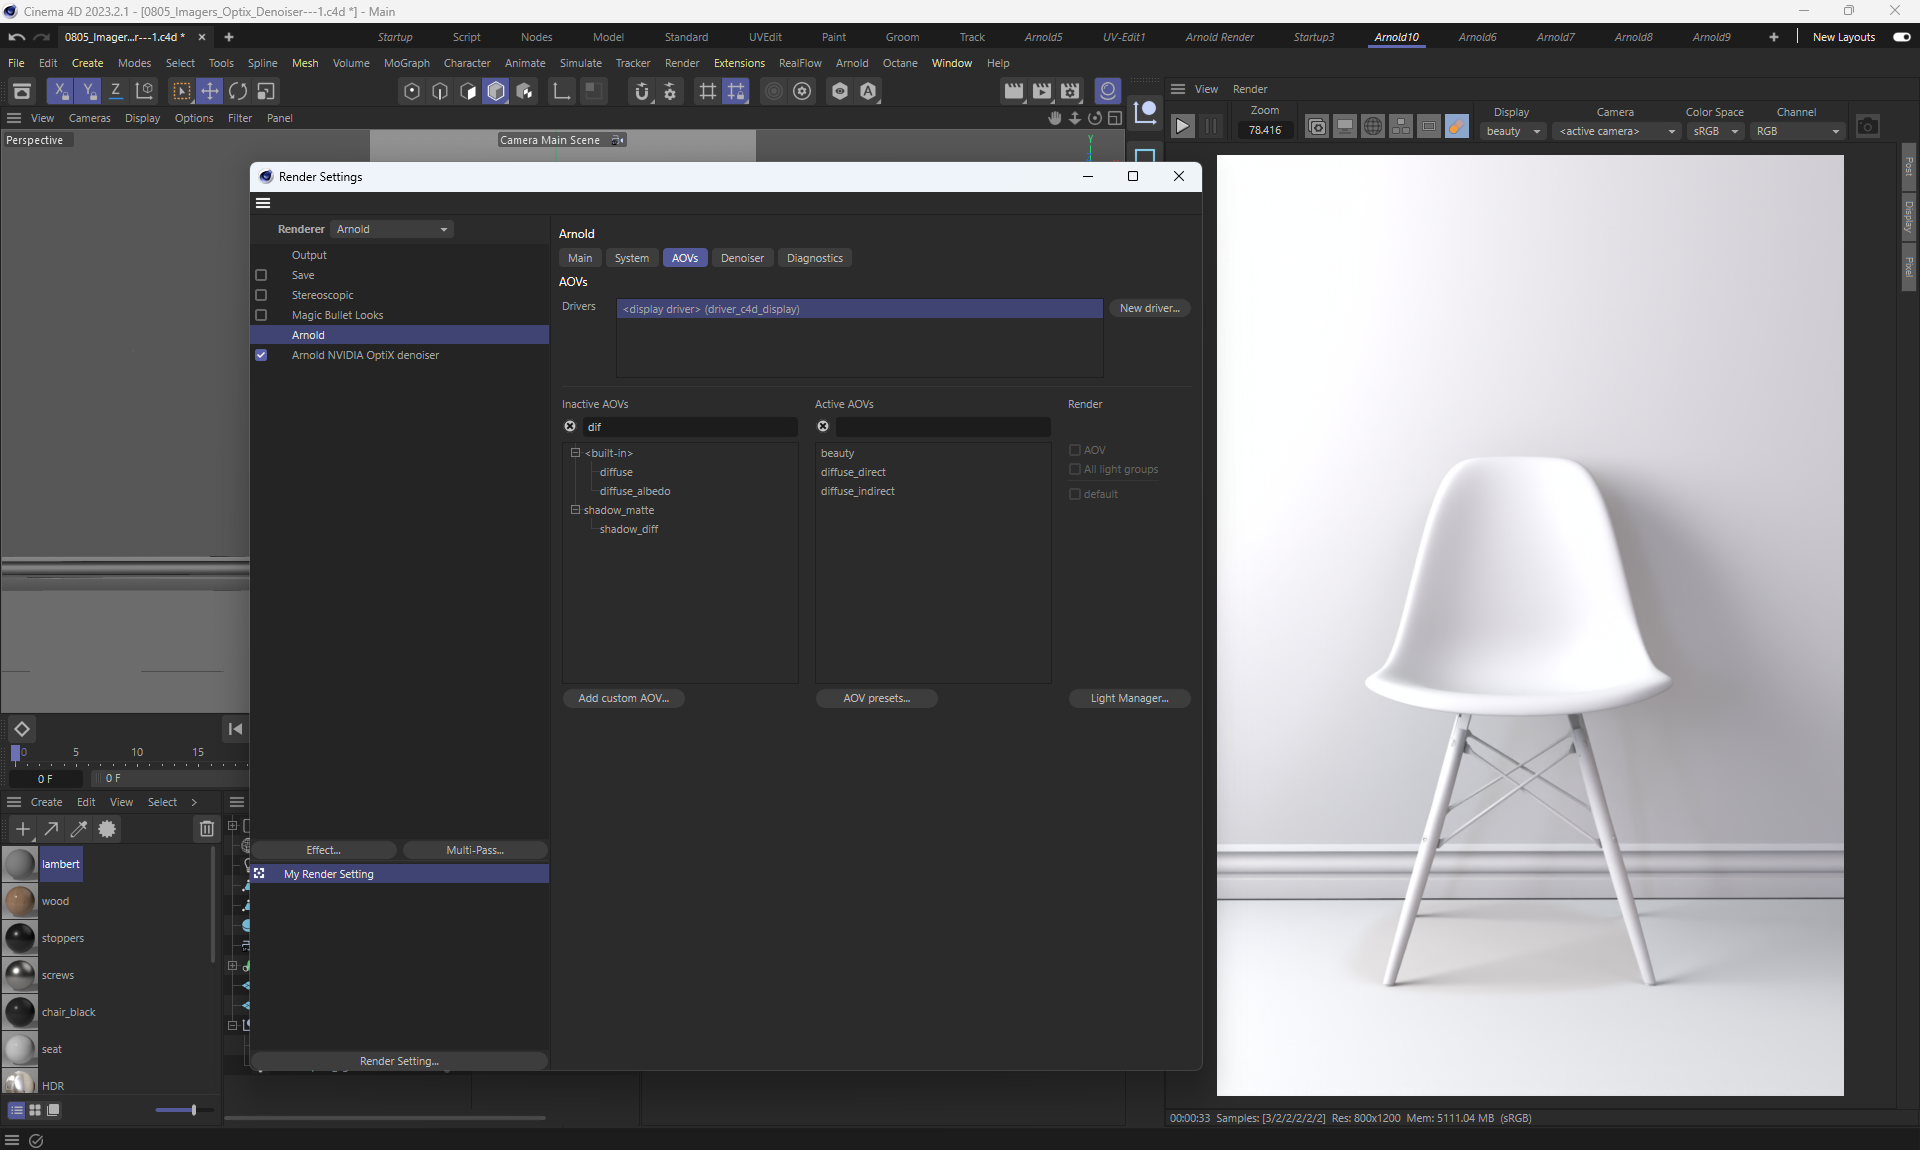 Cinema 4D 2023.2.1 - [0805_Imagers_Optix_Denoiser---1.c4d *] - Main
0805_Imager...r---1.c4d *
Startup
Script
Nodes
Model
Standard
UVEdit
Paint
Groom
Track
Arnold5
UV-Edit1
Arnold Render
Startup3
Arnold10
Arnold6
Arnold7
Arnold8
Arnold9
New Layouts
File
Edit
Create
Modes
Select
Tools
Spline
Mesh
Volume
MoGraph
Character
Animate
Simulate
Tracker
Render
Extensions
RealFlow
Arnold
Octane
Window
Help
X
Y
Z
A
View
Cameras
Display
Options
Filter
Panel
Perspective
Camera Main Scene
Y
View
Render
Zoom
78.416
Display
beauty
Camera
<active camera>
Color Space
sRGB
Channel
RGB
Post
Display
Pixel
Render Settings
Renderer
Arnold
Output
Save
Stereoscopic
Magic Bullet Looks
Arnold
Arnold NVIDIA OptiX denoiser
Effect...
Multi-Pass...
My Render Setting
Render Setting...
Arnold
Main
System
AOVs
Denoiser
Diagnostics
AOVs
Drivers
<display driver> (driver_c4d_display)
New driver...
Inactive AOVs
dif
<built-in>
diffuse
diffuse_albedo
shadow_matte
shadow_diff
Add custom AOV...
Active AOVs
beauty
diffuse_direct
diffuse_indirect
AOV presets...
Render
AOV
All light groups
default
Light Manager...
0
5
10
15
0 F
0 F
Create
Edit
View
Select
lambert
wood
stoppers
screws
chair_black
seat
HDR
00:00:33 Samples: [3/2/2/2/2/2] Res: 800x1200 Mem: 5111.04 MB (sRGB)